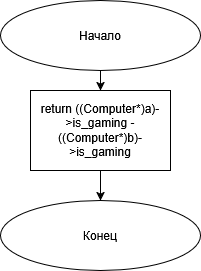 Начало
return ((Computer*)a)-
>is_gaming -
((Computer*)b)-
>is_gaming
Конец